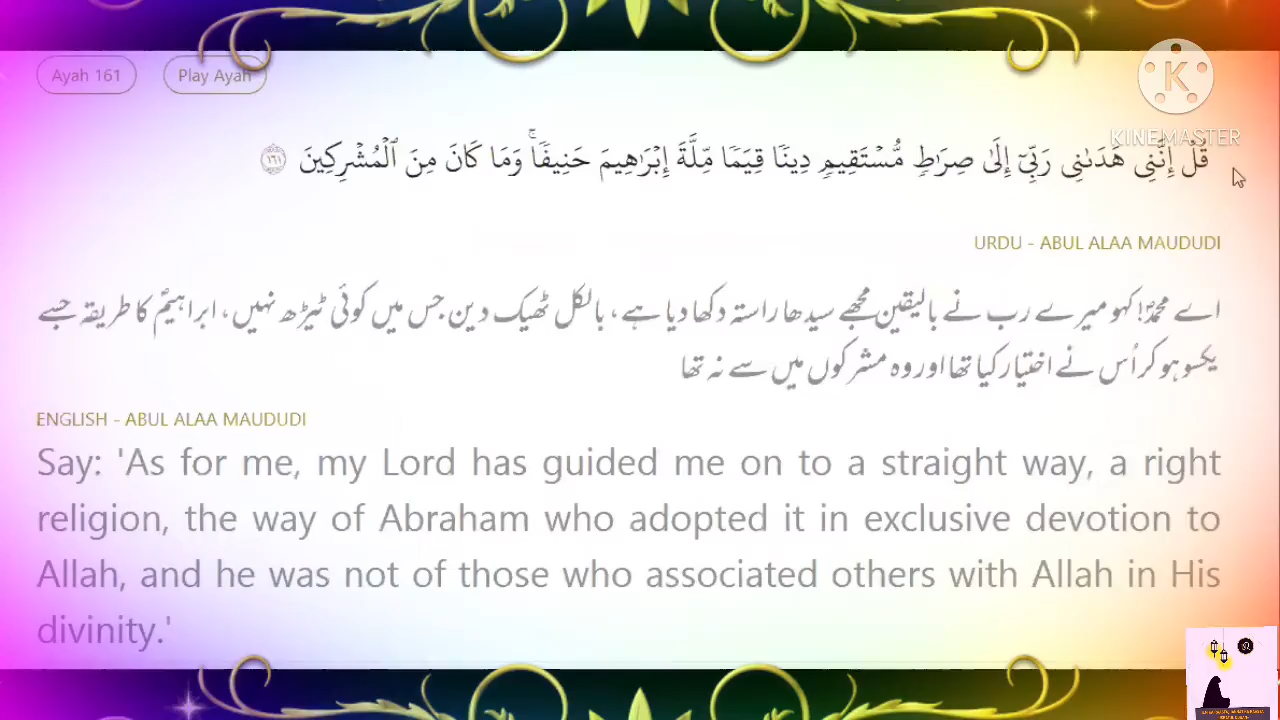 Ayah 161
Play Ayah
KINEMASTER
قُلْ إِنَّنِى هَدَىٰنِى رَبِّىٓ إِلَىٰ صِرَٰطٍ مُّسْتَقِيمٍ دِينًا قِيَمًا مِّلَّةَ إِبْرَٰهِيمَ حَنِيفًا ۚ وَمَا كَانَ مِنَ ٱلْمُشْرِكِينَ ١٦١
URDU - ABUL ALAA MAUDUDI
اے محمدؐ! کہو میرے رب نے بالیقین مجھے سیدھا راستہ دکھا دیا ہے، بالکل ٹھیک دین جس میں کوئی ٹیڑھ نہیں، ابراہیمؑ کا طریقہ جسے
یکسو ہو کر اُس نے اختیار کیا تھا اور وہ مشرکوں میں سے نہ تھا
ENGLISH - ABUL ALAA MAUDUDI
Say: 'As for me, my Lord has guided me on to a straight way, a right
religion, the way of Abraham who adopted it in exclusive devotion to
Allah, and he was not of those who associated others with Allah in His
divinity.'